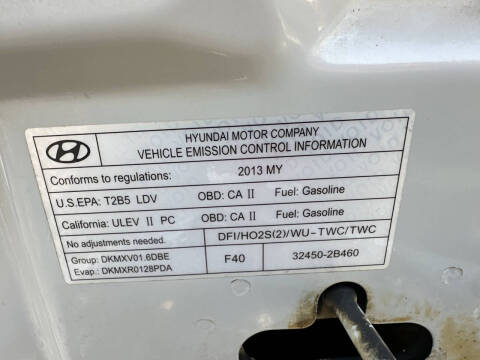 HYUNDAI MOTOR COMPANY
VEHICLE EMISSION CONTROL INFORMATION
Conforms to regulations: 2013 MY
U.S.EPA: T2B5 LDV OBD: CA II Fuel: Gasoline
California: ULEV II PC OBD: CA II Fuel: Gasoline
No adjustments needed. DFI/HO2S(2)/WU-TWC/TWC
Group: DKMXV01.6DBE
Evap.: DKMXR0128PDA
F40 32450-2B460